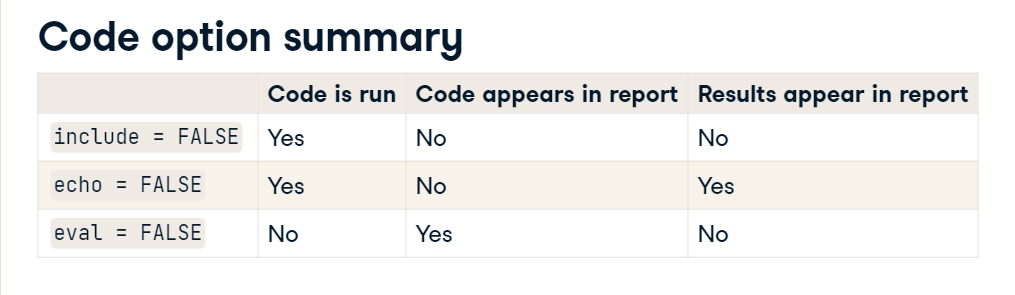 Code option summary
Code is run Code appears in report Results appear in report
include = FALSE Yes No No
echo = FALSE Yes No Yes
eval = FALSE No Yes No